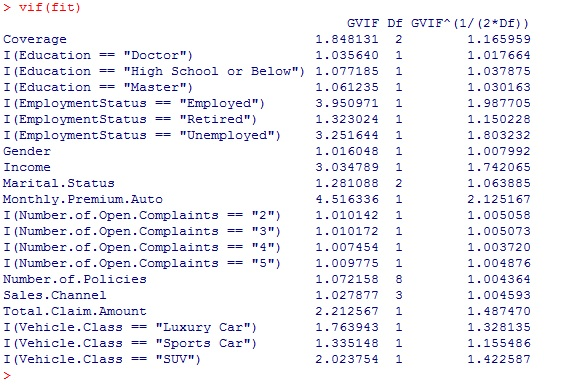 > vif(fit)
GVIF Df GVIF^(1/(2*Df))
Coverage 1.848131 2 1.165959
I(Education == "Doctor") 1.035640 1 1.017664
I(Education == "High School or Below") 1.077185 1 1.037875
I(Education == "Master") 1.061235 1 1.030163
I(EmploymentStatus == "Employed") 3.950971 1 1.987705
I(EmploymentStatus == "Retired") 1.323024 1 1.150228
I(EmploymentStatus == "Unemployed") 3.251644 1 1.803232
Gender 1.016048 1 1.007992
Income 3.034789 1 1.742065
Marital.Status 1.281088 2 1.063885
Monthly.Premium.Auto 4.516336 1 2.125167
I(Number.of.Open.Complaints == "2") 1.010142 1 1.005058
I(Number.of.Open.Complaints == "3") 1.010172 1 1.005073
I(Number.of.Open.Complaints == "4") 1.007454 1 1.003720
I(Number.of.Open.Complaints == "5") 1.009775 1 1.004876
Number.of.Policies 1.072158 8 1.004364
Sales.Channel 1.027877 3 1.004593
Total.Claim.Amount 2.212567 1 1.487470
I(Vehicle.Class == "Luxury Car") 1.763943 1 1.328135
I(Vehicle.Class == "Sports Car") 1.335148 1 1.155486
I(Vehicle.Class == "SUV") 2.023754 1 1.422587
>